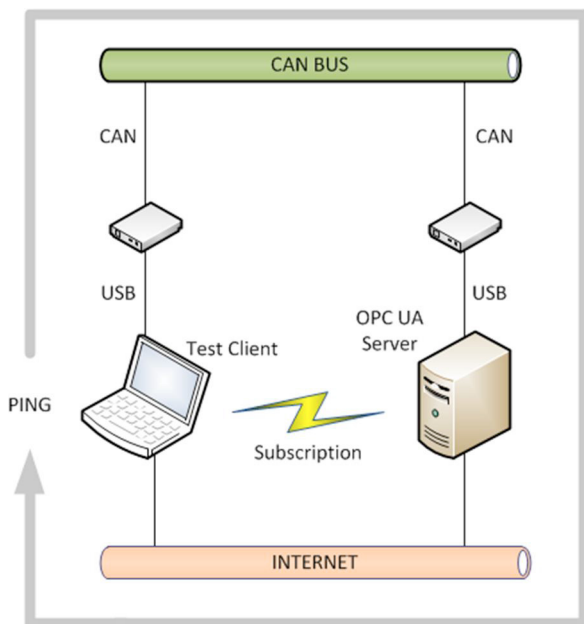 CAN BUS
CAN
CAN
USB
USB
OPC UA
Server
Test Client
PING
Subscription
INTERNET